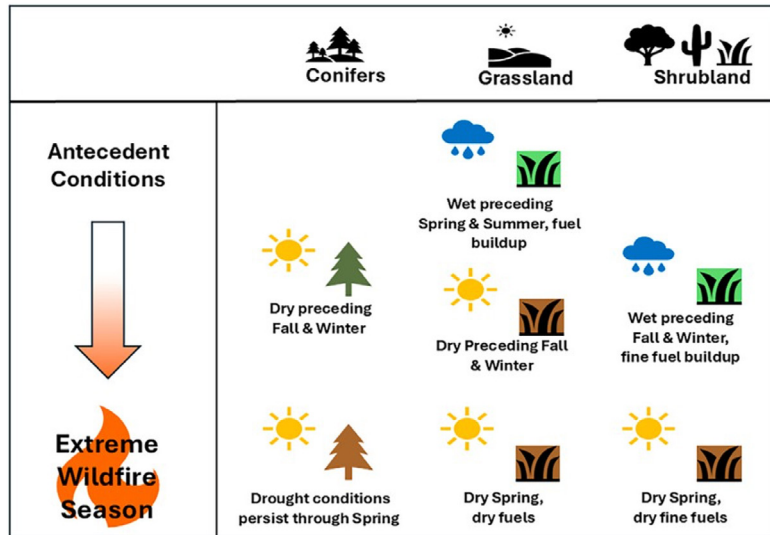 Conifers
Grassland
Shrubland
Antecedent
Conditions
Wet preceding
Spring & Summer, fuel
buildup
Dry preceding
Fall & Winter
Dry Preceding Fall
& Winter
Wet preceding
Fall & Winter,
fine fuel buildup
Extreme
Wildfire
Season
Drought conditions
persist through Spring
Dry Spring,
dry fuels
Dry Spring,
dry fine fuels